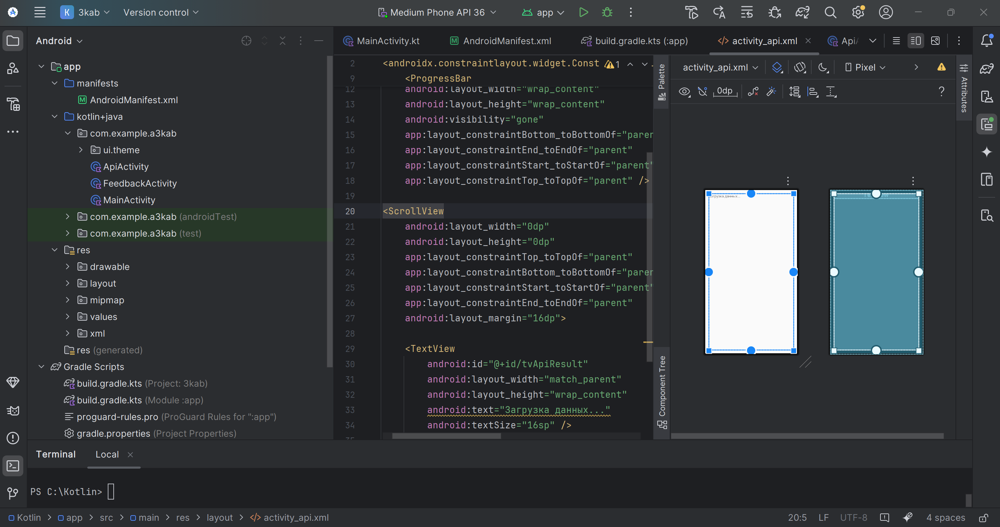 K 3kab
Version control
Medium Phone API 36
app
Android
MainActivity.kt
AndroidManifest.xml
build.gradle.kts (:app)
activity_api.xml
Api
app
manifests
AndroidManifest.xml
kotlin+java
com.example.a3kab
ui.theme
ApiActivity
FeedbackActivity
MainActivity
com.example.a3kab (androidTest)
com.example.a3kab (test)
res
drawable
layout
mipmap
values
xml
res (generated)
Gradle Scripts
build.gradle.kts (Project: 3kab)
build.gradle.kts (Module :app)
proguard-rules.pro (ProGuard Rules for ":app")
gradle.properties (Project Properties)
2 <androidx.constraintlayout.widget.Const 1
9 <ProgressBar
12 android:layout_width="wrap_content"
13 android:layout_height="wrap_content"
14 android:visibility="gone"
15 app:layout_constraintBottom_toBottomOf="paren
16 app:layout_constraintEnd_toEndOf="parent"
17 app:layout_constraintStart_toStartOf="parent"
18 app:layout_constraintTop_toTopOf="parent" />
19
20 <ScrollView
21 android:layout_width="0dp"
22 android:layout_height="0dp"
23 app:layout_constraintTop_toTopOf="parent"
24 app:layout_constraintBottom_toBottomOf="paren
25 app:layout_constraintStart_toStartOf="parent"
26 app:layout_constraintEnd_toEndOf="parent"
27 android:layout_margin="16dp">
28
29 <TextView
30 android:id="@+id/tvApiResult"
31 android:layout_width="match_parent"
32 android:layout_height="wrap_content"
33 android:text="Загрузка данных..."
34 android:textSize="16sp" />
35
Palette
Component Tree
activity_api.xml
Pixel
0dp
?
Attributes
агрузка данных...
Terminal
Local
PS C:\Kotlin>
Kotlin > app > src > main > res > layout > activity_api.xml
20:5
LF
UTF-8
4 spaces